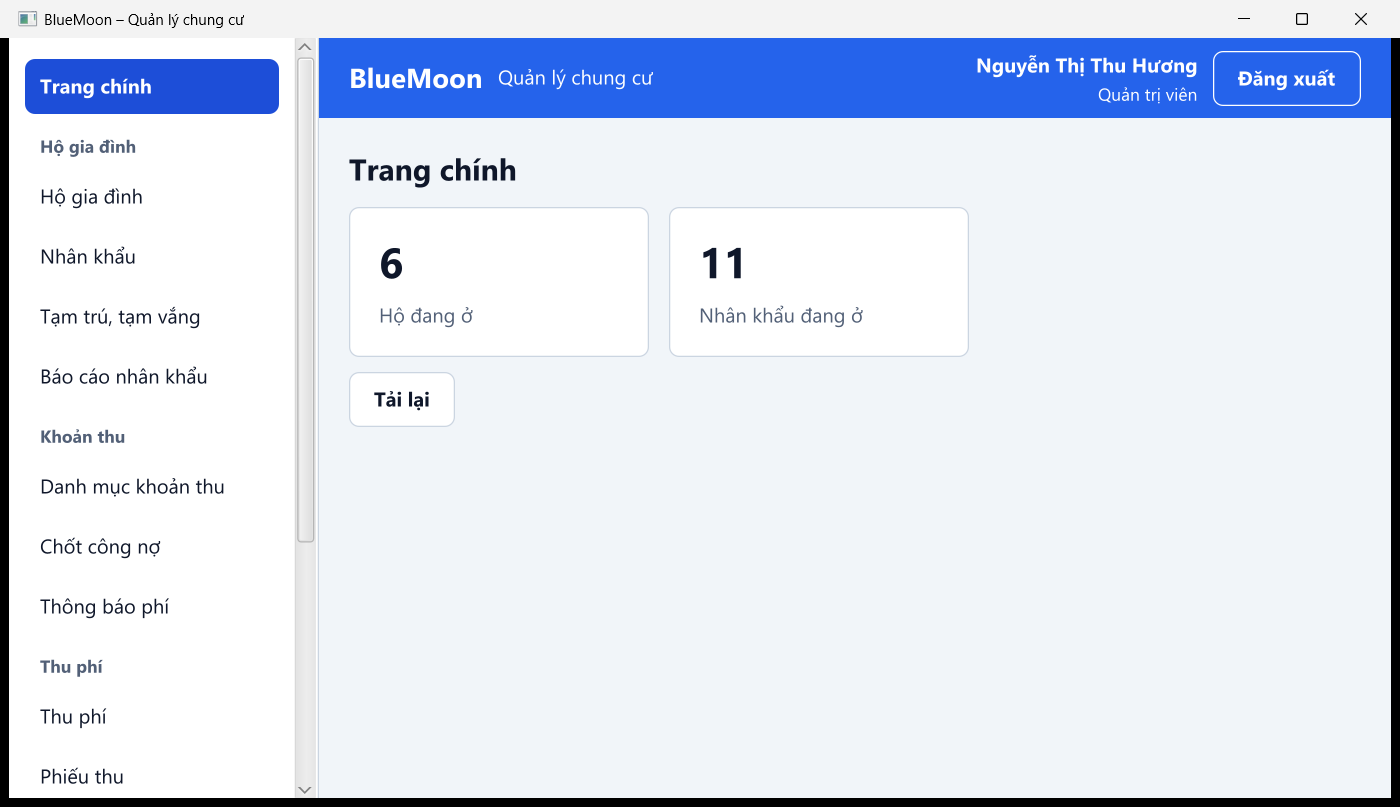 BlueMoon – Quản lý chung cư
Trang chính
Hộ gia đình
Hộ gia đình
Nhân khẩu
Tạm trú, tạm vắng
Báo cáo nhân khẩu
Khoản thu
Danh mục khoản thu
Chốt công nợ
Thông báo phí
Thu phí
Thu phí
Phiếu thu
BlueMoon Quản lý chung cư
Nguyễn Thị Thu Hương
Quản trị viên
Đăng xuất
Trang chính
6
Hộ đang ở
11
Nhân khẩu đang ở
Tải lại